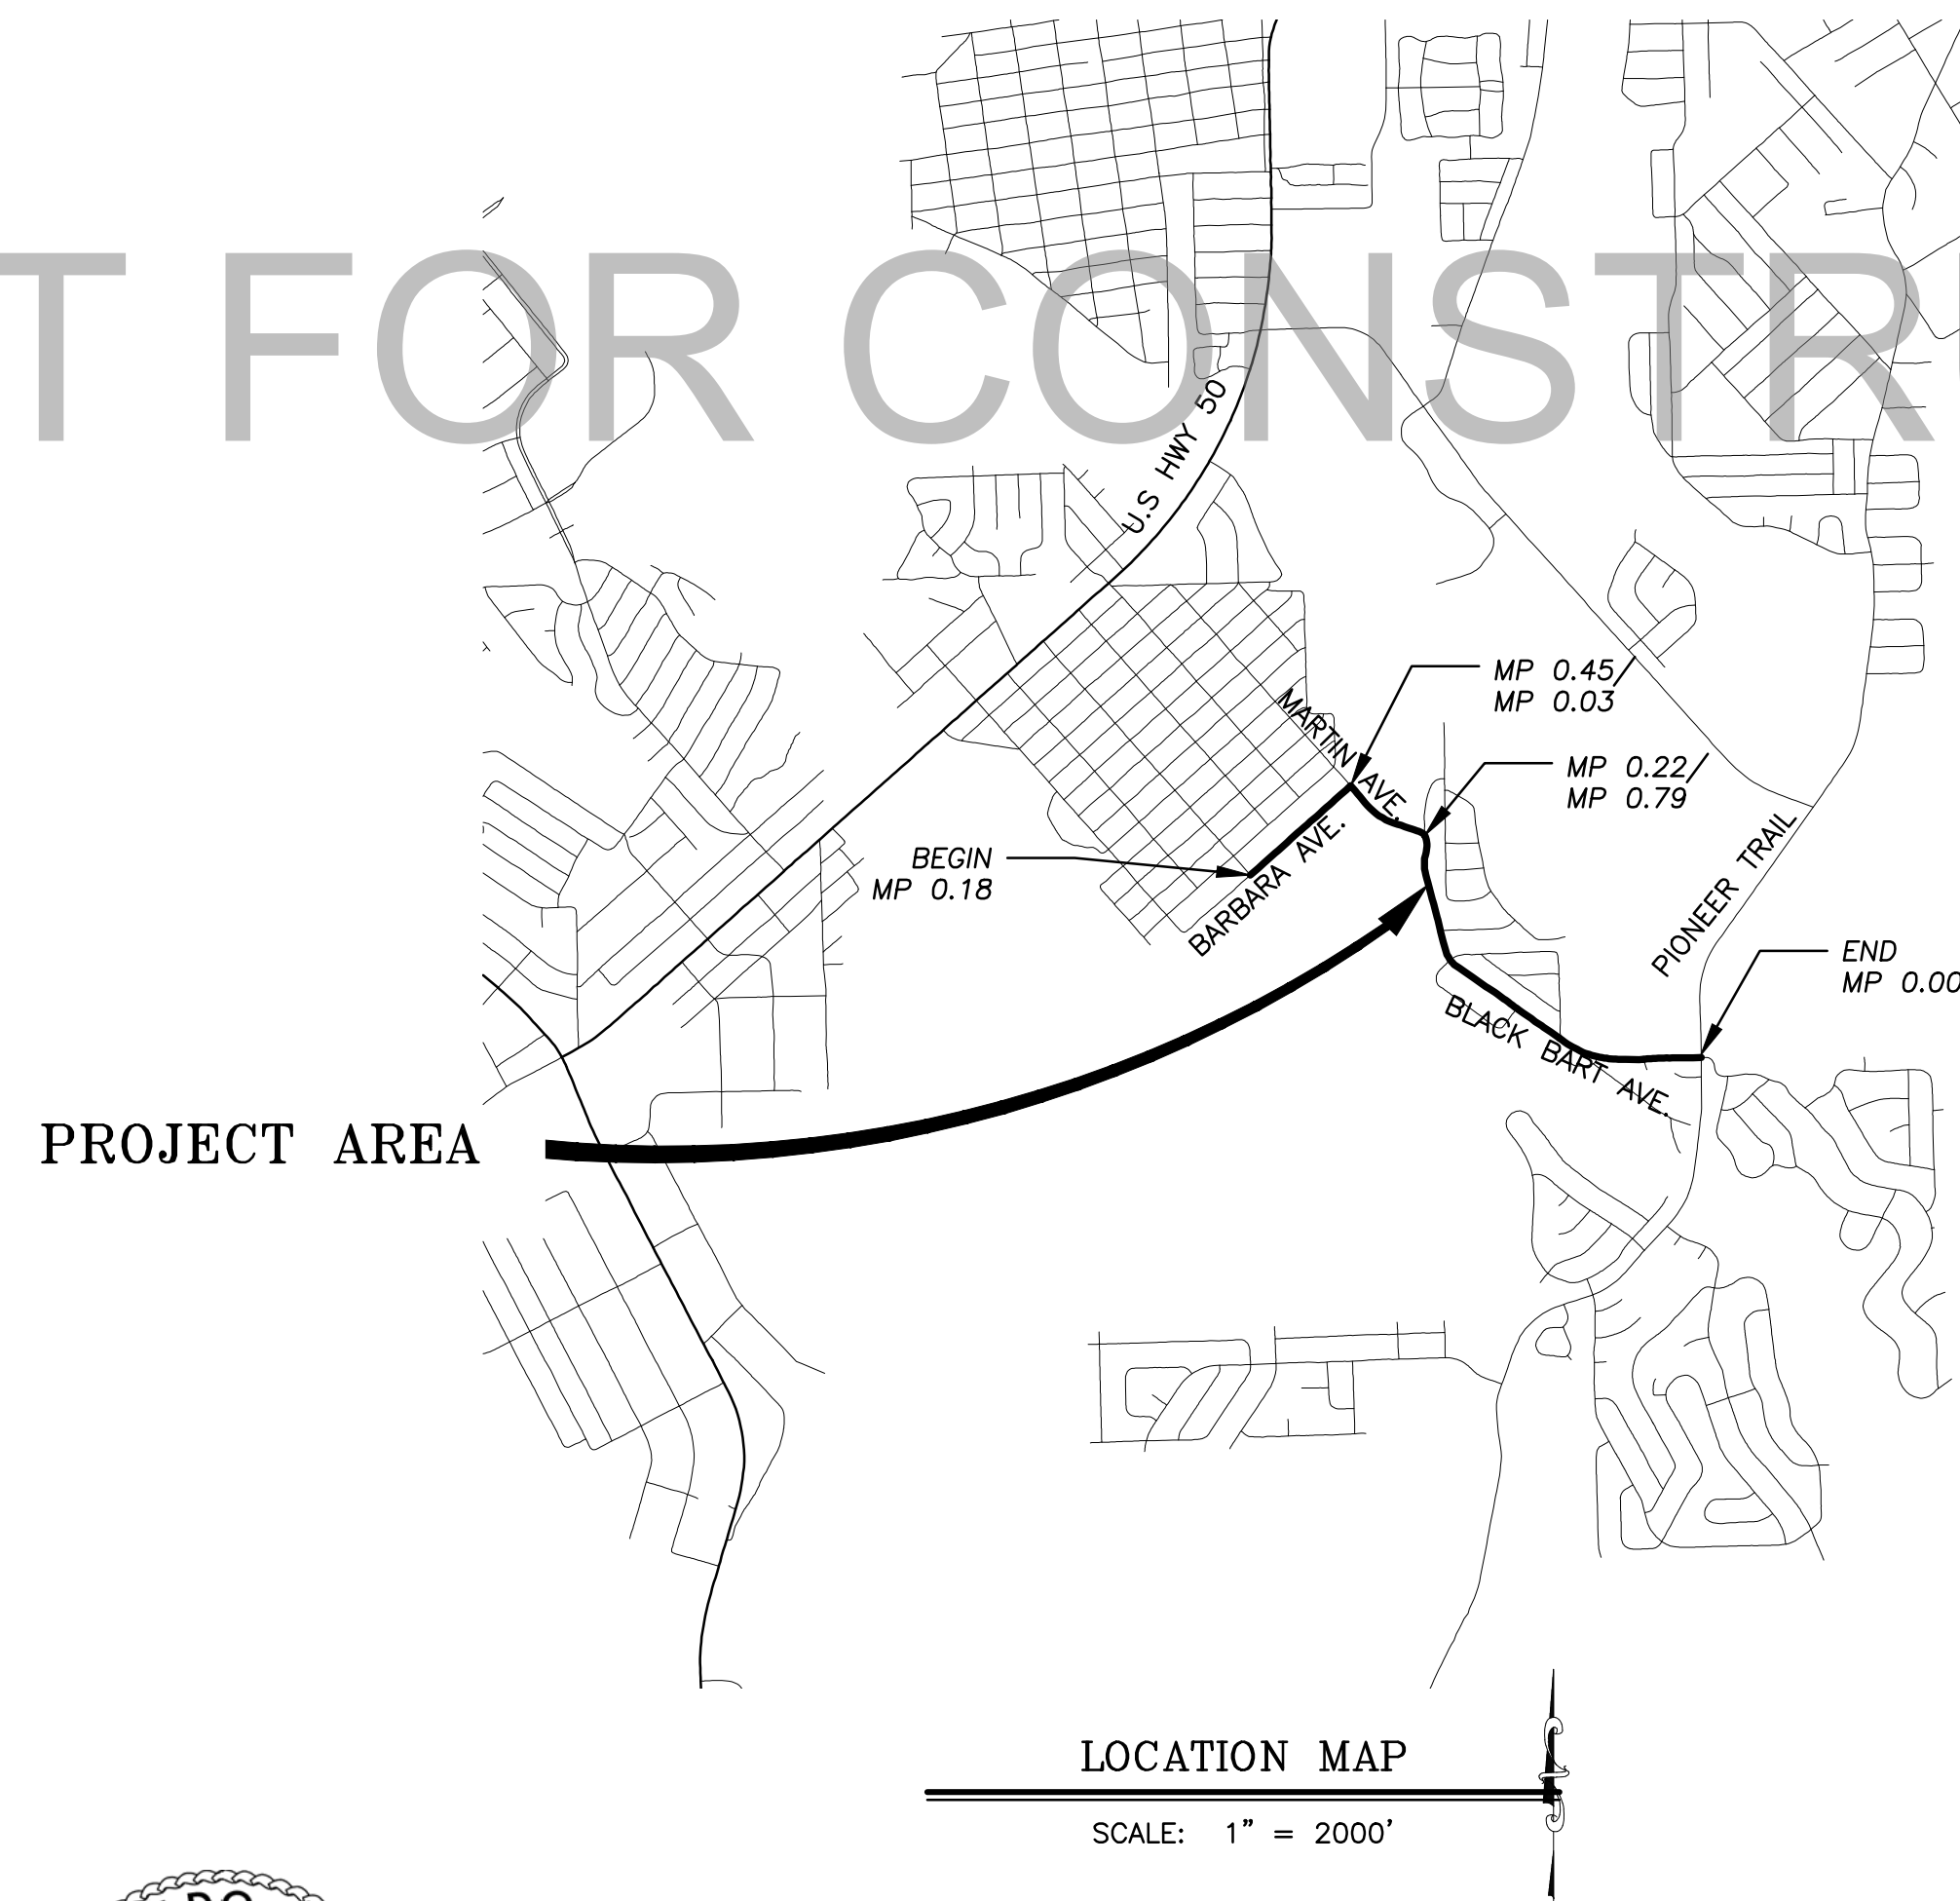 T FOR CONSTR
U.S HWY 50
MP 0.45/
MP 0.03
MARTIN AVE.
MP 0.22/
MP 0.79
BEGIN
MP 0.18
BARBARA AVE.
PIONEER TRAIL
END
MP 0.00
BLACK BART AVE.
PROJECT AREA
LOCATION MAP
SCALE: 1" = 2000'
DO